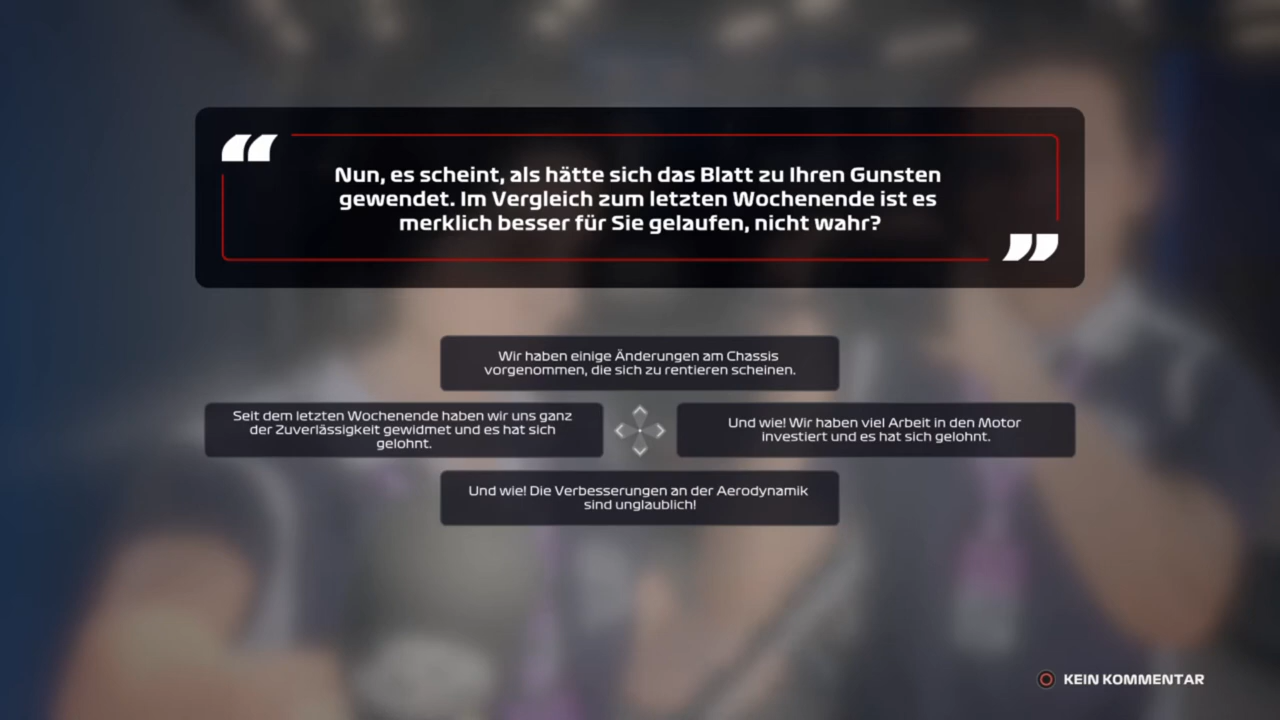 Nun, es scheint, als hätte sich das Blatt zu Ihren Gunsten
gewendet. Im Vergleich zum letzten Wochenende ist es
merklich besser für Sie gelaufen, nicht wahr?
Wir haben einige Änderungen am Chassis
vorgenommen, die sich zu rentieren scheinen.
Seit dem letzten Wochenende haben wir uns ganz
der Zuverlässigkeit gewidmet und es hat sich
gelohnt.
Und wie! Wir haben viel Arbeit in den Motor
investiert und es hat sich gelohnt.
Und wie! Die Verbesserungen an der Aerodynamik
sind unglaublich!
KEIN KOMMENTAR